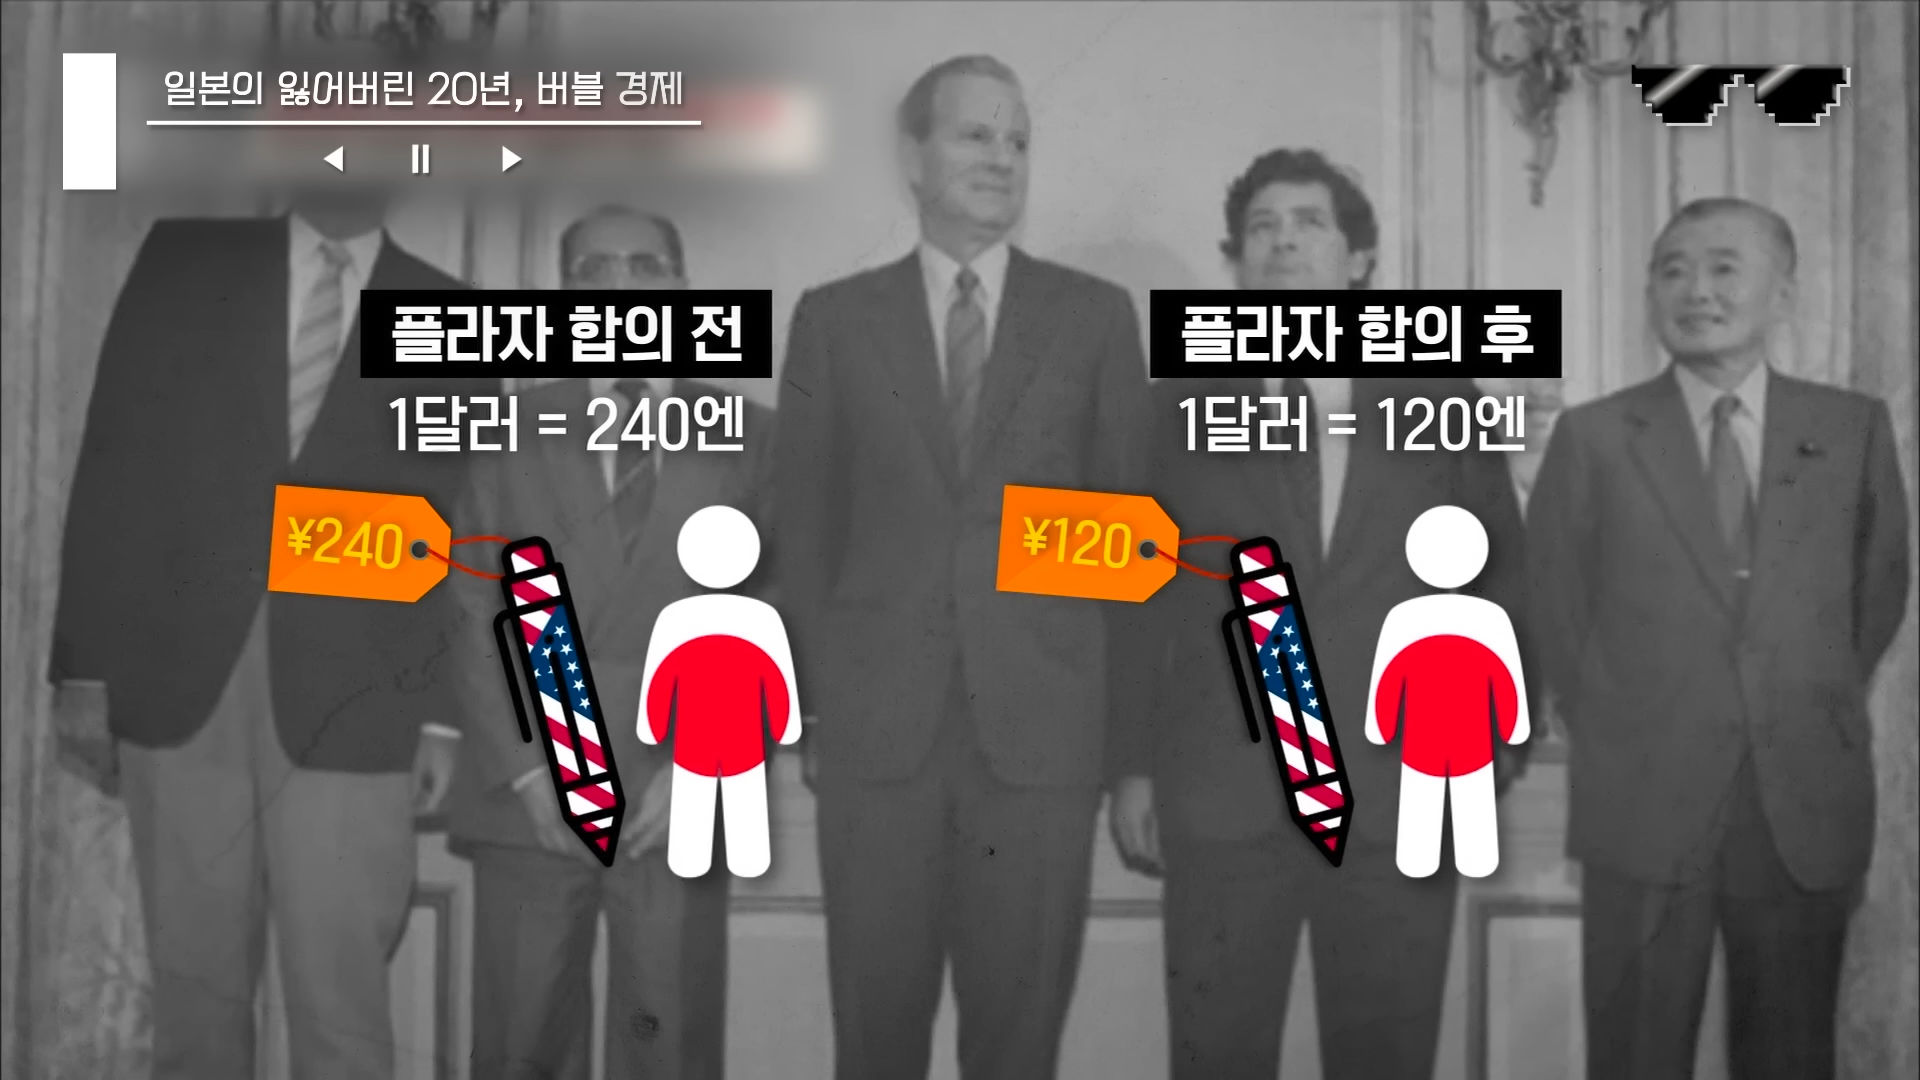 일본의 잃어버린 20년, 버블 경제
플라자 합의 전
1달러 = 240엔
¥240
플라자 합의 후
1달러 = 120엔
¥120